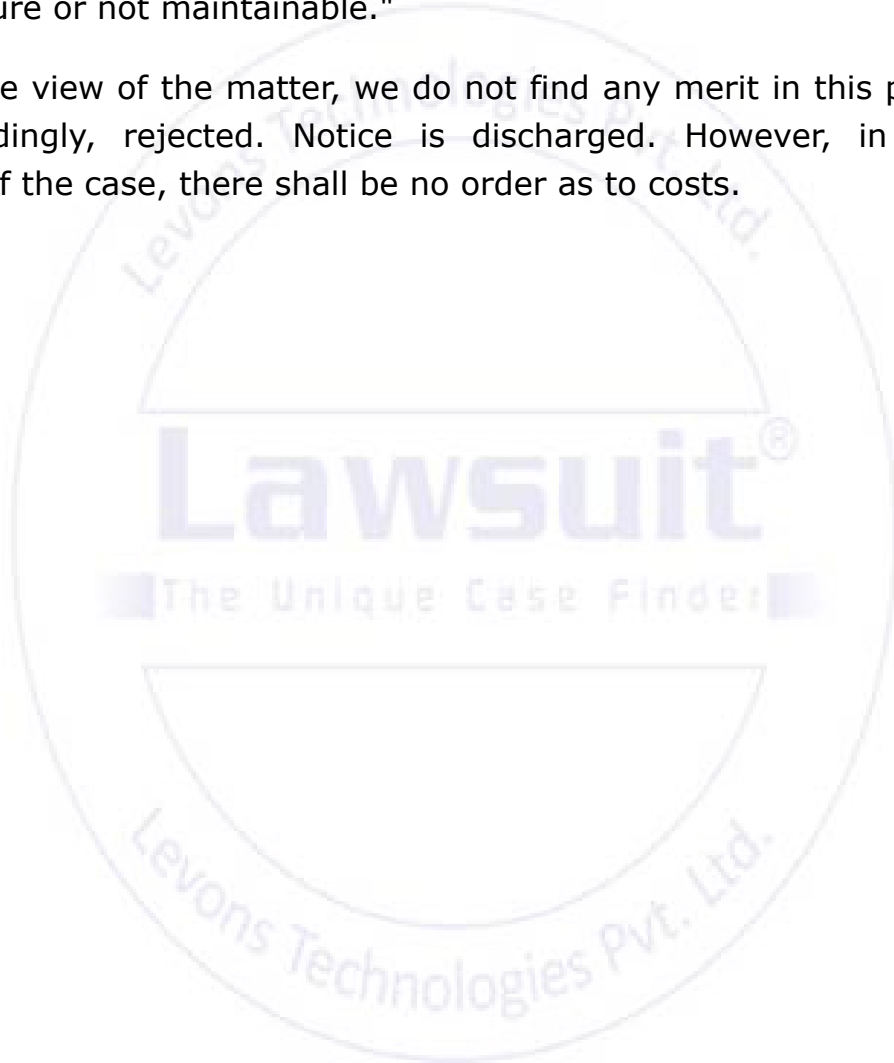 ure or not maintainable."
e view of the matter, we do not find any merit in this p
dingly, rejected. Notice is discharged. However, in
f the case, there shall be no order as to costs.
Levons Technologies Pvt. Ltd.
Lawsuit®
The Unique Case Finder
Levons Technologies Pvt. Ltd.